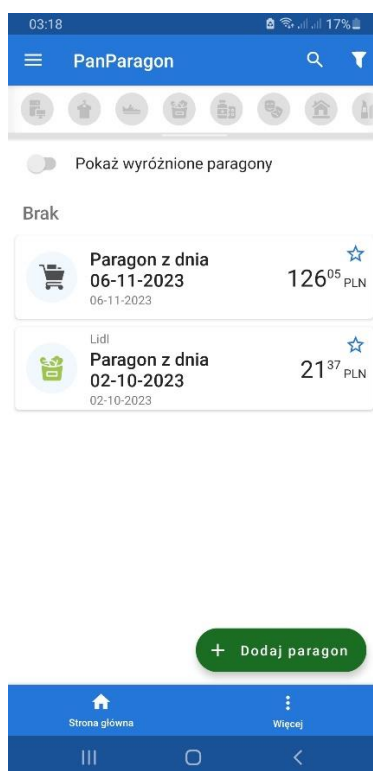 03:18 17%
PanParagon
Pokaż wyróżnione paragony
Brak
Paragon z dnia
06-11-2023
12605 PLN
06-11-2023
Lidl
Paragon z dnia
02-10-2023
2137 PLN
02-10-2023
+ Dodaj paragon
Strona główna Więcej